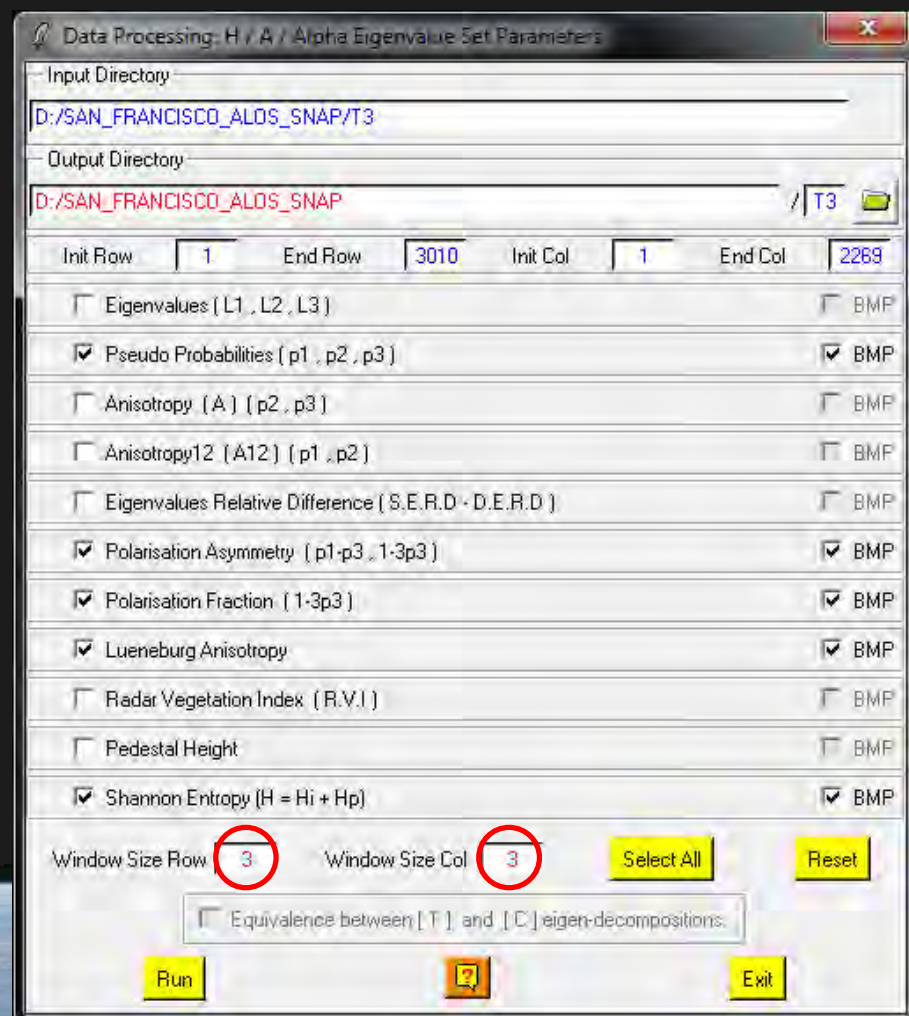 Data Processing: H / A / Alpha Eigenvalue Set Parameters
Input Directory
D:/SAN_FRANCISCO_ALOS_SNAP/T3
Output Directory
D:/SAN_FRANCISCO_ALOS_SNAP / T3
Init Row 1 End Row 3010 Init Col 1 End Col 2269
Eigenvalues ( L1 , L2 , L3 ) BMP
Pseudo Probabilities ( p1 , p2 , p3 ) BMP
Anisotropy ( A ) ( p2 , p3 ) BMP
Anisotropy12 ( A12 ) ( p1 , p2 ) BMP
Eigenvalues Relative Difference ( S.E.R.D - D.E.R.D ) BMP
Polarisation Asymmetry ( p1-p3 , 1-3p3 ) BMP
Polarisation Fraction ( 1-3p3 ) BMP
Lueneburg Anisotropy BMP
Radar Vegetation Index ( R.V.I ) BMP
Pedestal Height BMP
Shannon Entropy (H = Hi + Hp) BMP
Window Size Row 3 Window Size Col 3 Select All Reset
Equivalence between [ T ] and [ C ] eigen-decompositions.
Run ? Exit